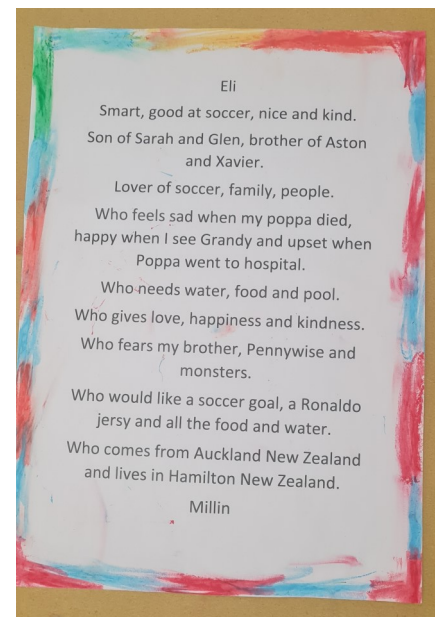 Eli
Smart, good at soccer, nice and kind.
Son of Sarah and Glen, brother of Aston
and Xavier.
Lover of soccer, family, people.
Who feels sad when my poppa died,
happy when I see Grandy and upset when
Poppa went to hospital.
Who needs water, food and pool.
Who gives love, happiness and kindness.
Who fears my brother, Pennywise and
monsters.
Who would like a soccer goal, a Ronaldo
jersy and all the food and water.
Who comes from Auckland New Zealand
and lives in Hamilton New Zealand.
Millin